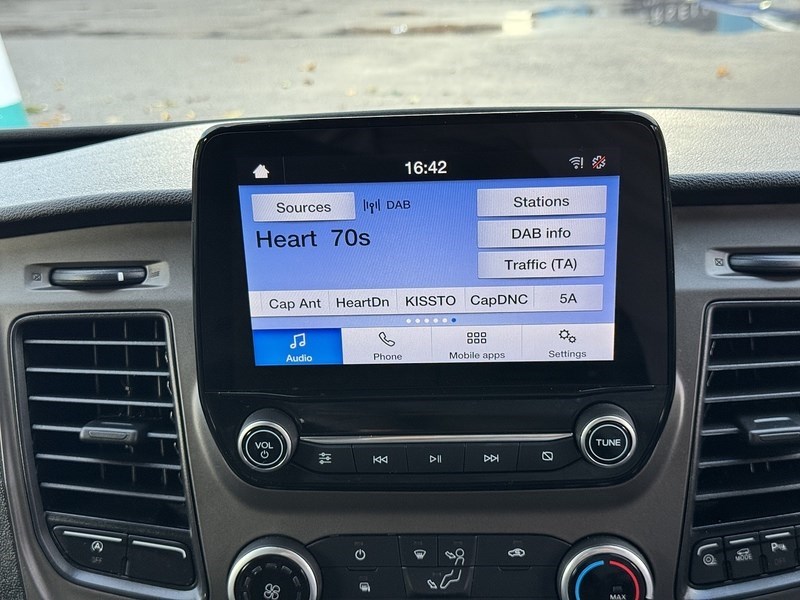 16:42
Sources
DAB
Stations
Heart 70s
DAB info
Traffic (TA)
Cap Ant HeartDn KISSTO CapDNC 5A
Audio Phone Mobile apps Settings
VOL
TUNE
OFF
MODE
MAX